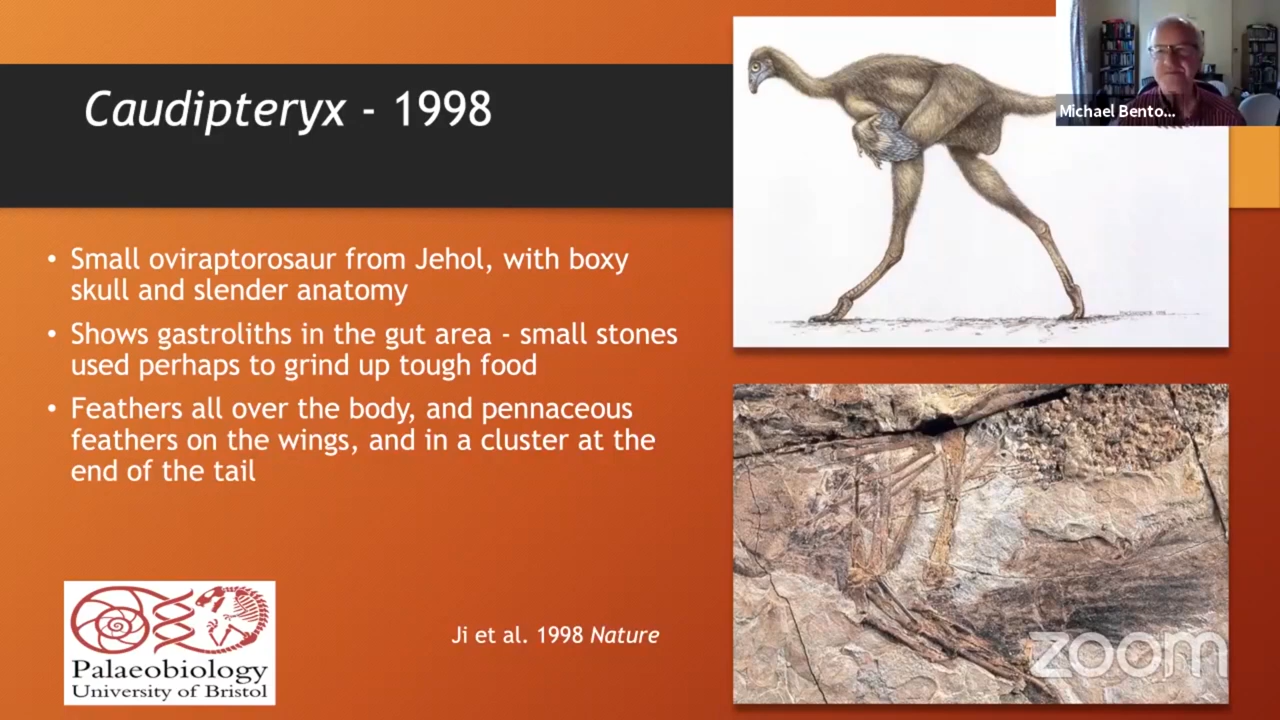 Caudipteryx - 1998
Michael Bento...
• Small oviraptorosaur from Jehol, with boxy
skull and slender anatomy
• Shows gastroliths in the gut area - small stones
used perhaps to grind up tough food
• Feathers all over the body, and pennaceous
feathers on the wings, and in a cluster at the
end of the tail
Ji et al. 1998 Nature
Palaeobiology
University of Bristol
zoom